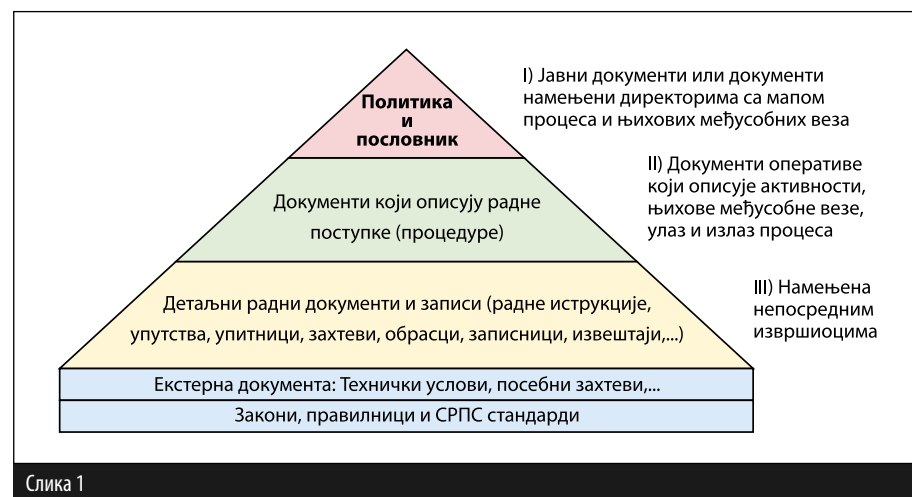 Политика
и
пословник
I) Јавни документи или документи
намењени директорима са мапом
процеса и њихових међусобних веза
Документи који описују радне
поступке (процедуре)
II) Документи оперативе
који описује активности,
њихове међусобне везе,
улаз и излаз процеса
Детаљни радни документи и записи (радне иструкције,
упутства, упитници, захтеви, обрасци, записници, извештаји,...)
III) Намењена
непосредним
извршиоцима
Екстерна документа: Технички услови, посебни захтеви,...
Закони, правилници и СРПС стандарди
Слика 1